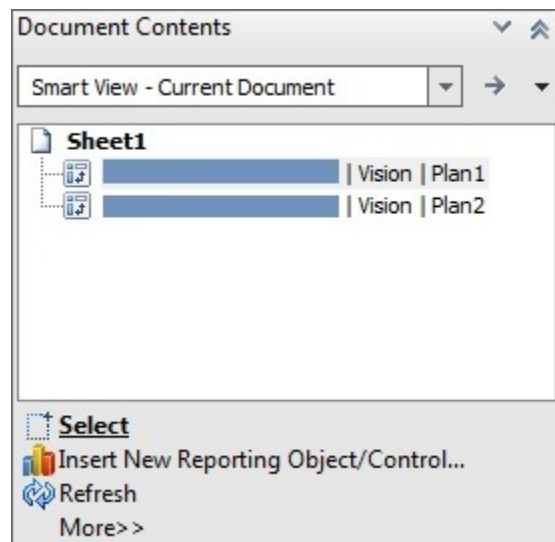 Document Contents
Smart View - Current Document
Sheet1
| Vision | Plan1
| Vision | Plan2
Select
Insert New Reporting Object/Control...
Refresh
More>>